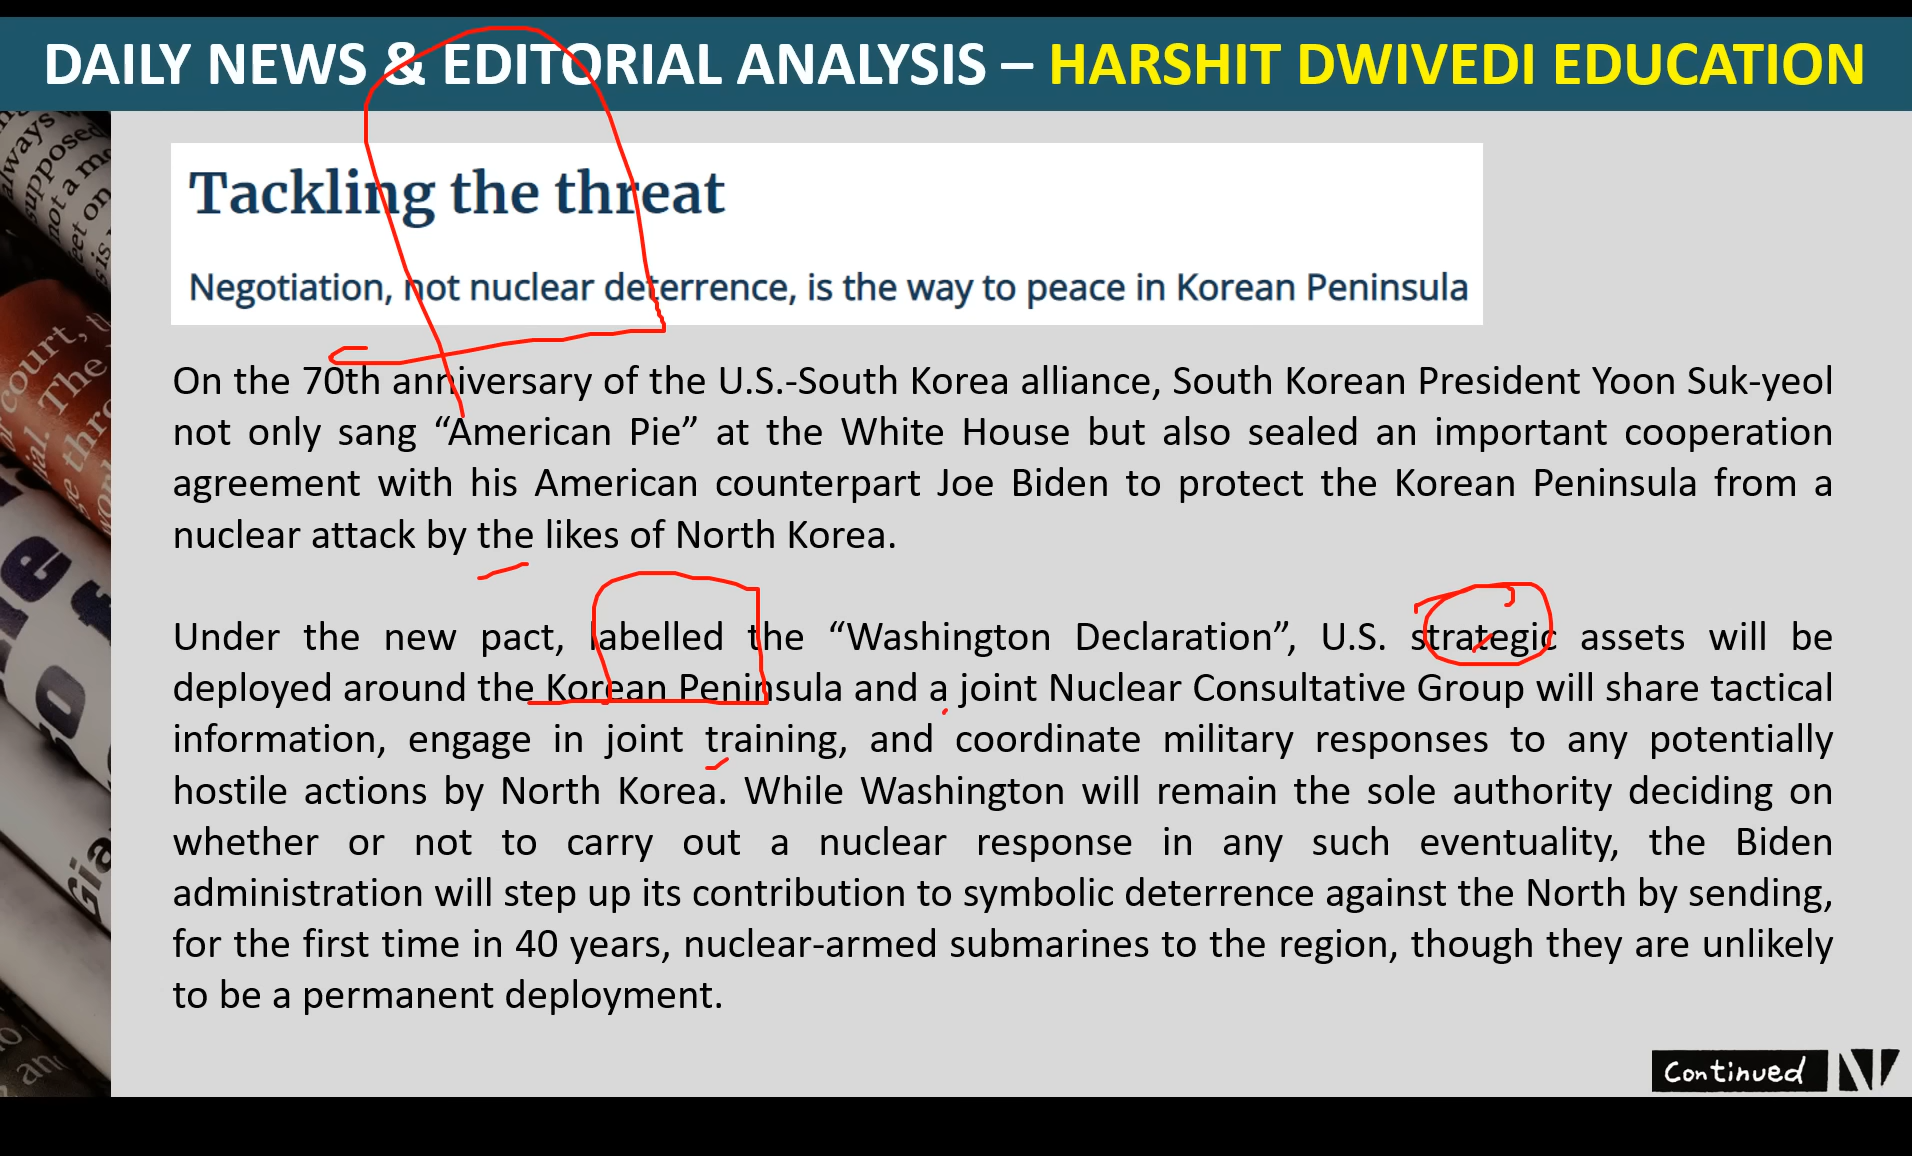 DAILY NEWS & EDITORIAL ANALYSIS – HARSHIT DWIVEDI EDUCATION
Tackling the threat
Negotiation, not nuclear deterrence, is the way to peace in Korean Peninsula
On the 70th anniversary of the U.S.-South Korea alliance, South Korean President Yoon Suk-yeol
not only sang “American Pie” at the White House but also sealed an important cooperation
agreement with his American counterpart Joe Biden to protect the Korean Peninsula from a
nuclear attack by the likes of North Korea.
Under the new pact, labelled the “Washington Declaration”, U.S. strategic assets will be
deployed around the Korean Peninsula and a joint Nuclear Consultative Group will share tactical
information, engage in joint training, and coordinate military responses to any potentially
hostile actions by North Korea. While Washington will remain the sole authority deciding on
whether or not to carry out a nuclear response in any such eventuality, the Biden
administration will step up its contribution to symbolic deterrence against the North by sending,
for the first time in 40 years, nuclear-armed submarines to the region, though they are unlikely
to be a permanent deployment.
Continued